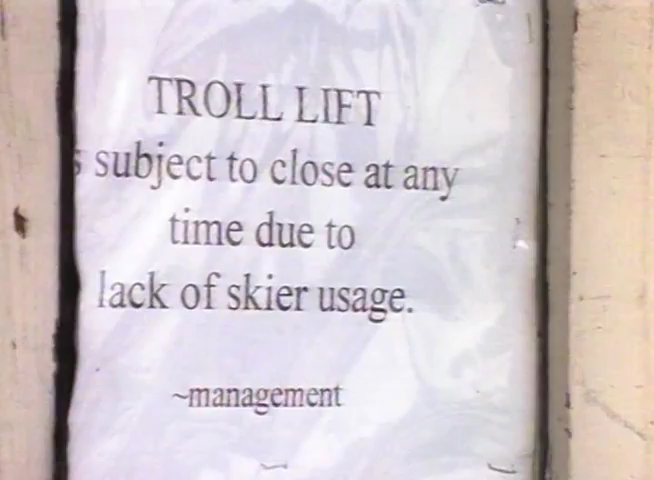 TROLL LIFT
s subject to close at any
time due to
lack of skier usage.
~management